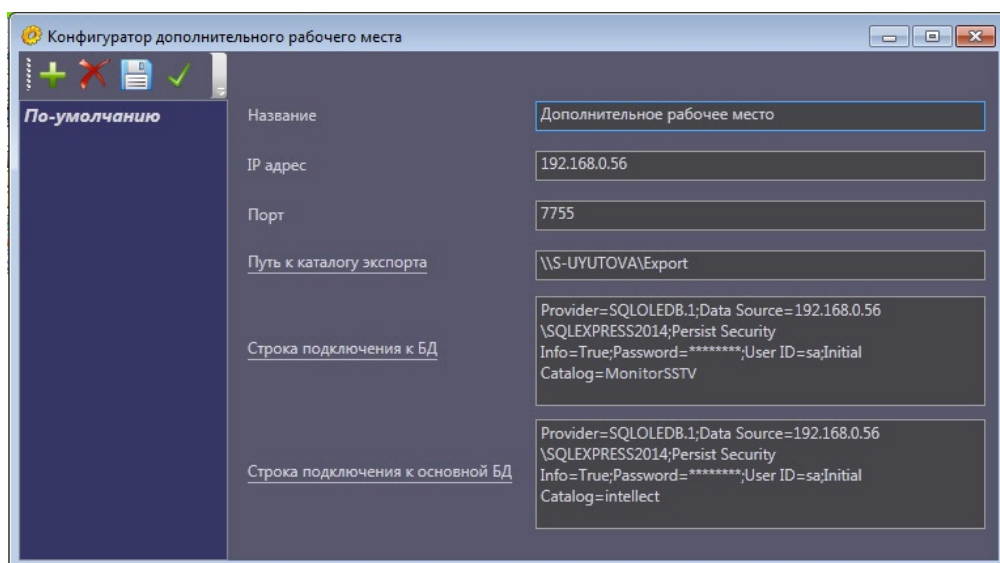 Конфигуратор дополнительного рабочего места
По-умолчанию
Название
Дополнительное рабочее место
IP адрес
192.168.0.56
Порт
7755
Путь к каталогу экспорта
\\S-UYUTOVA\Export
Строка подключения к БД
Provider=SQLOLEDB.1;Data Source=192.168.0.56
\SQLEXPRESS2014;Persist Security
Info=True;Password=********;User ID=sa;Initial
Catalog=MonitorSSTV
Строка подключения к основной БД
Provider=SQLOLEDB.1;Data Source=192.168.0.56
\SQLEXPRESS2014;Persist Security
Info=True;Password=********;User ID=sa;Initial
Catalog=intellect